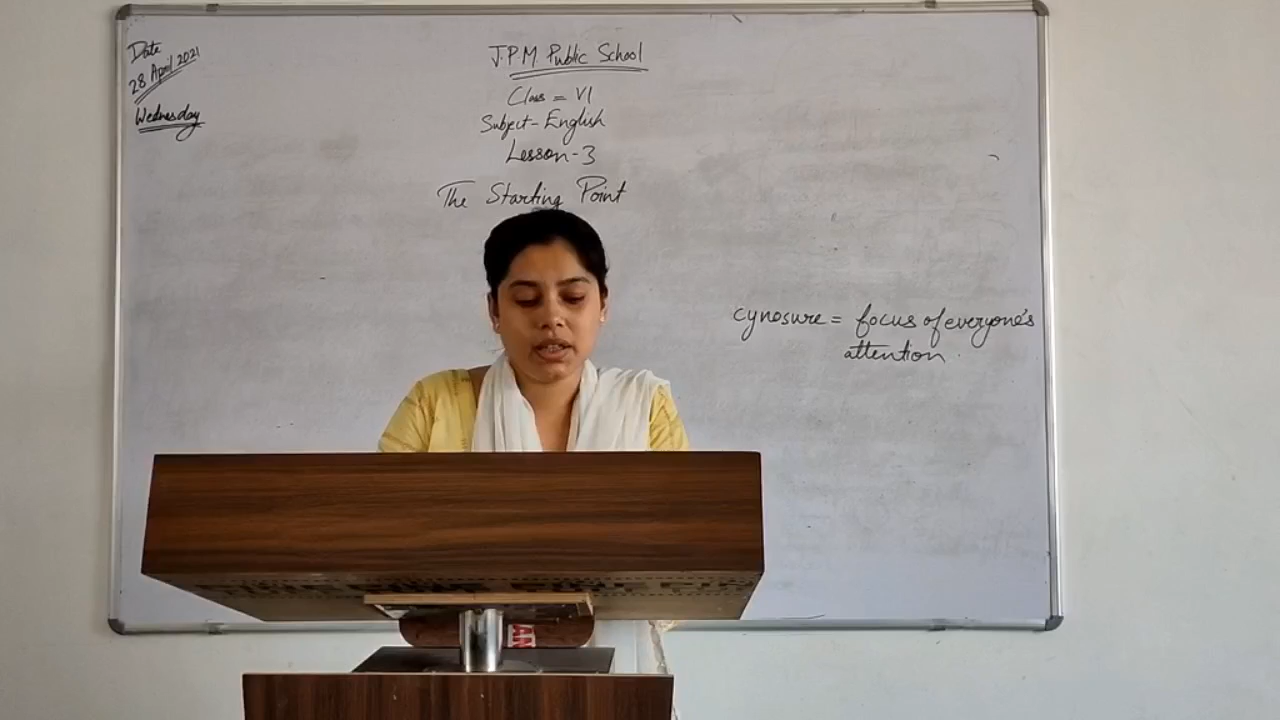 Date
28 April 2021
Wednesday
J.P.M. Public School
Class = VI
Subject - English
Lesson - 3
The Starting Point
cynosure = focus of everyone's
attention.